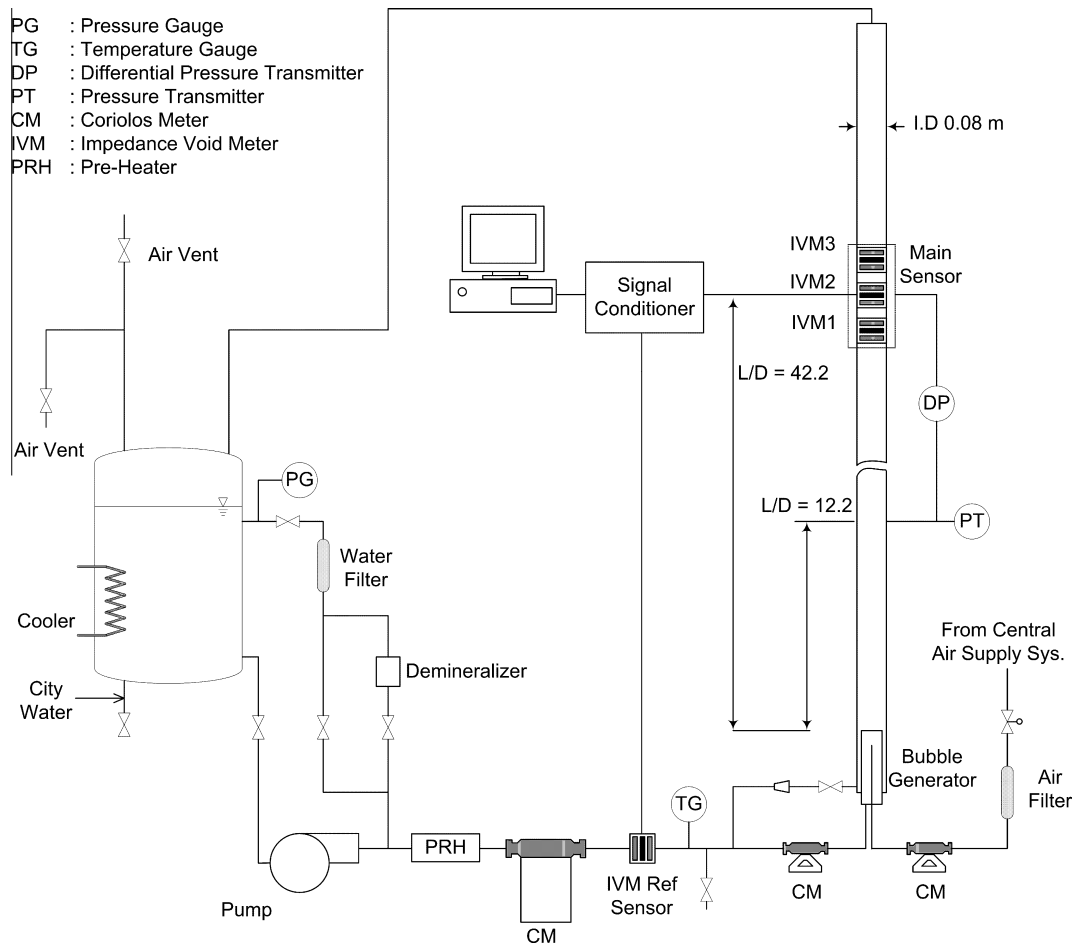 PG : Pressure Gauge
TG : Temperature Gauge
DP : Differential Pressure Transmitter
PT : Pressure Transmitter
CM : Coriolos Meter
IVM : Impedance Void Meter
PRH : Pre-Heater
I.D 0.08 m
Air Vent
Air Vent
Signal
Conditioner
IVM3
IVM2
IVM1
Main
Sensor
L/D = 42.2
DP
L/D = 12.2
PT
PG
Water
Filter
Cooler
Demineralizer
City
Water
From Central
Air Supply Sys.
Bubble
Generator
Air
Filter
TG
PRH
IVM Ref
Sensor
CM
CM
Pump
CM